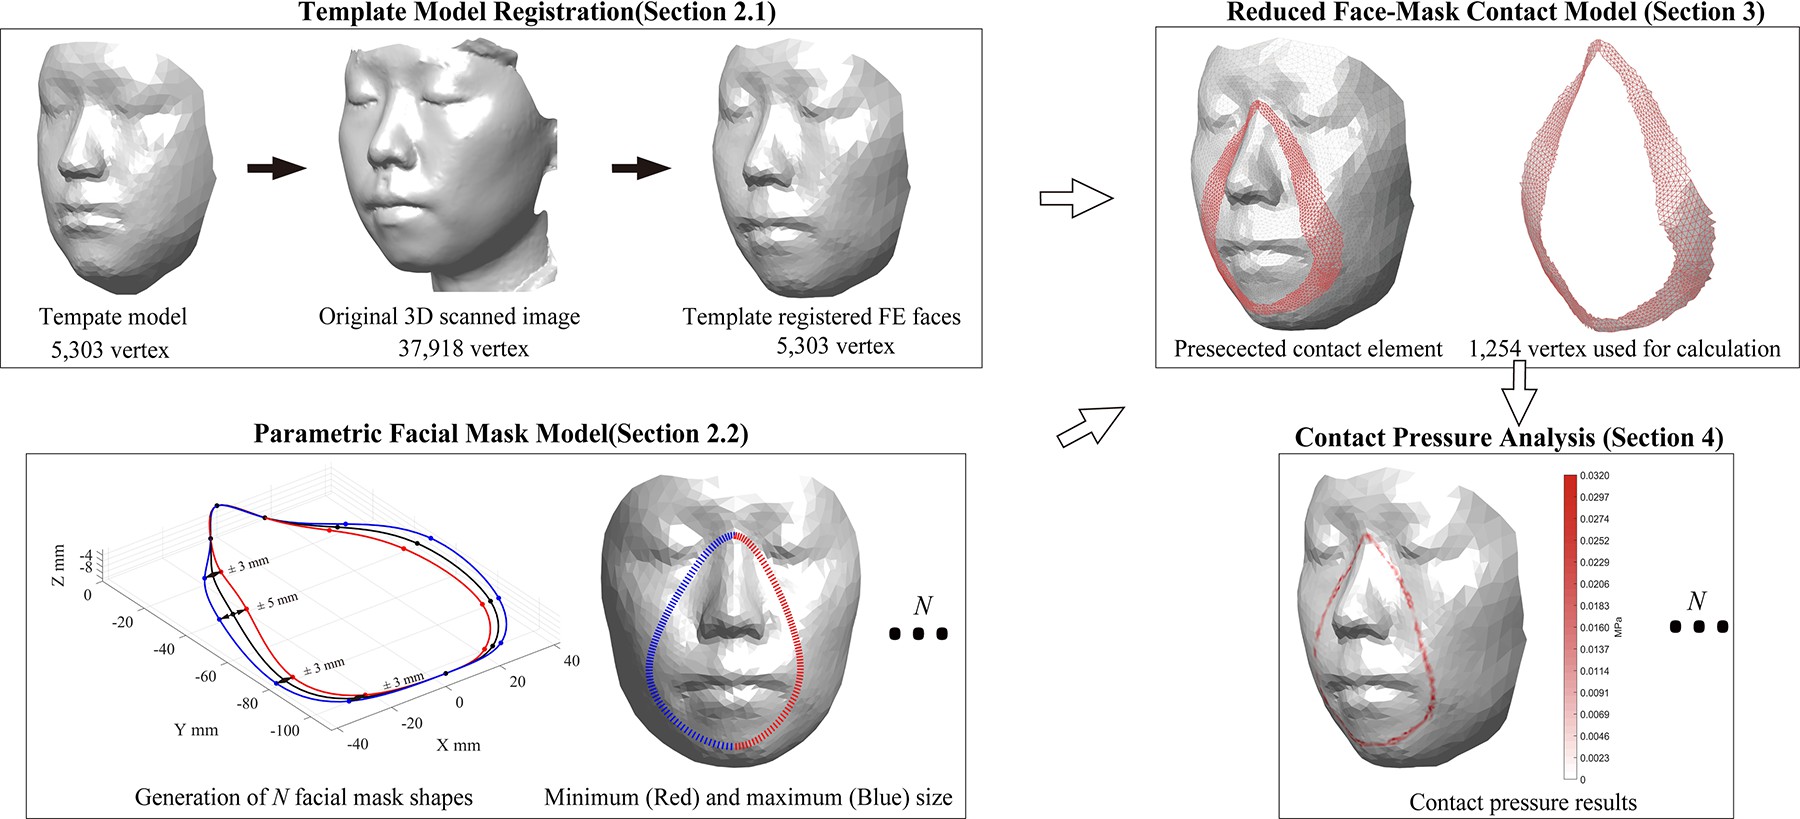 Template Model Registration(Section 2.1)
Tempate model
5,303 vertex
Original 3D scanned image
37,918 vertex
Template registered FE faces
5,303 vertex
Reduced Face-Mask Contact Model (Section 3)
Presecected contact element
1,254 vertex used for calculation
Parametric Facial Mask Model(Section 2.2)
Z mm
-4
-8
0
-20
-40
-60
-80
-100
Y mm
-40
-20
0
20
40
X mm
± 3 mm
± 5 mm
± 3 mm
± 3 mm
Generation of N facial mask shapes
Minimum (Red) and maximum (Blue) size
N
Contact Pressure Analysis (Section 4)
0.0320
0.0297
0.0274
0.0252
0.0229
0.0206
0.0183
0.0160
0.0137
0.0114
0.0091
0.0069
0.0046
0.0023
0
MPa
N
Contact pressure results